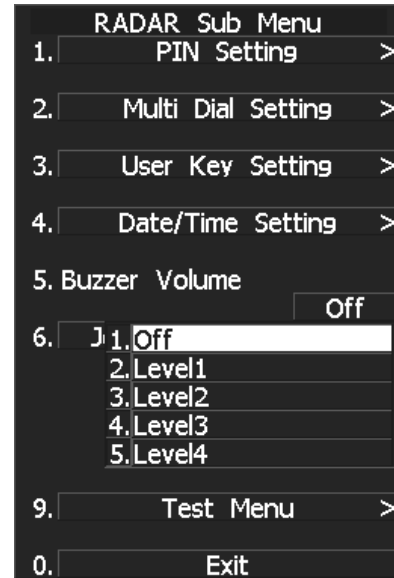 RADAR Sub Menu
1. PIN Setting >
2. Multi Dial Setting >
3. User Key Setting >
4. Date/Time Setting >
5. Buzzer Volume
Off
6.
1. Off
2. Level1
3. Level2
4. Level3
5. Level4
9. Test Menu >
0. Exit